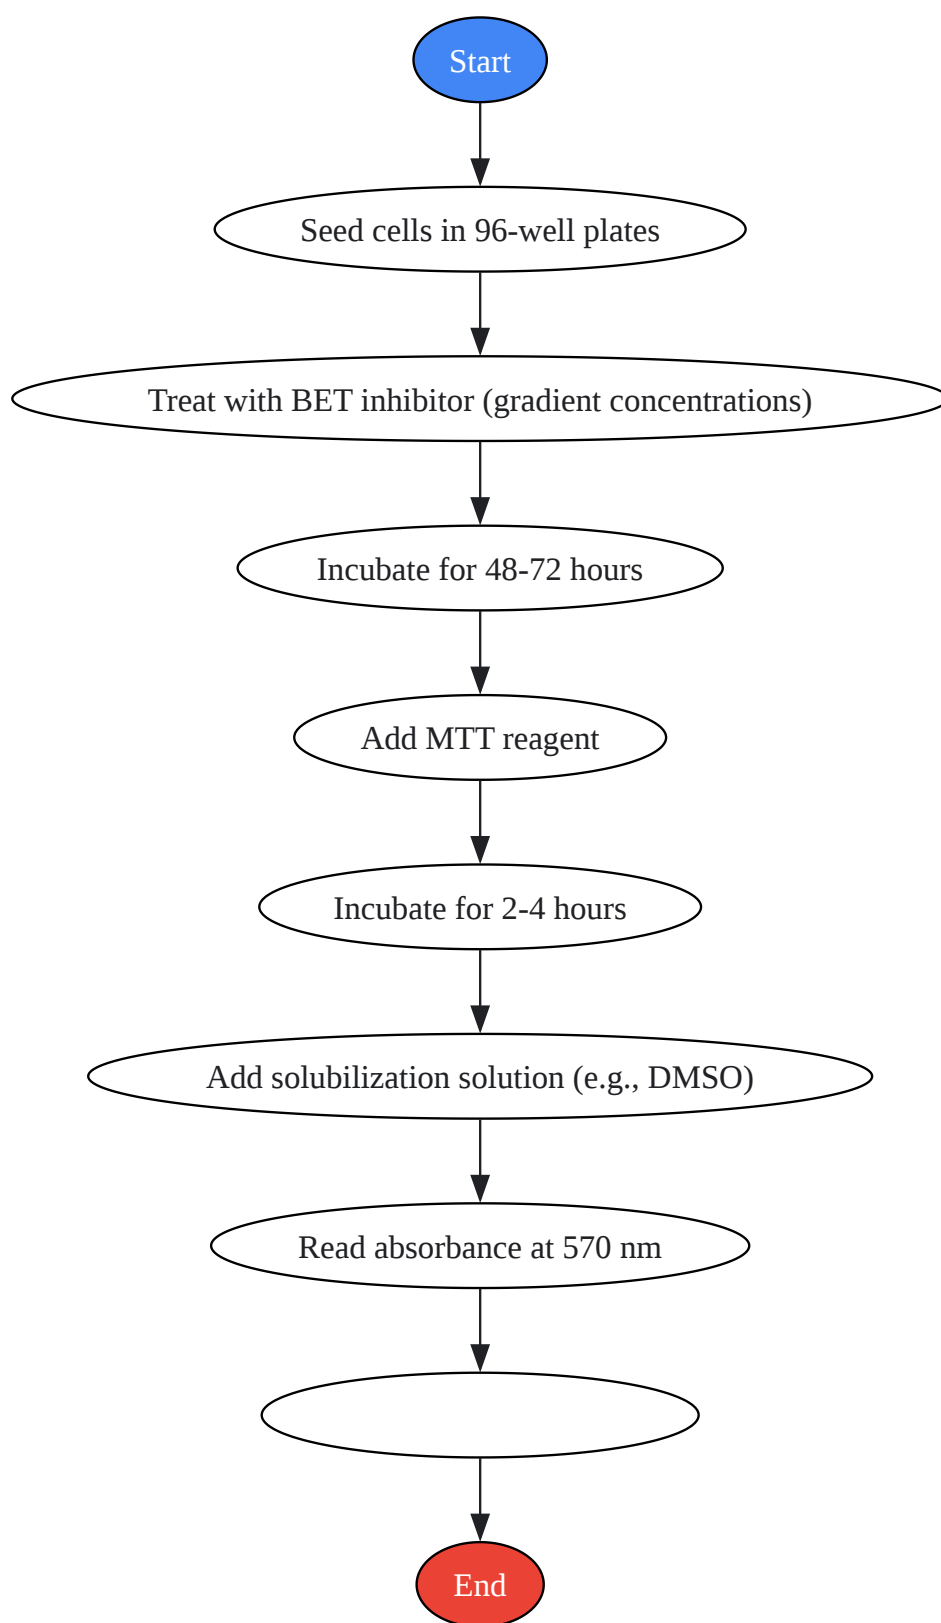 Start
Seed cells in 96-well plates
Treat with BET inhibitor (gradient concentrations)
Incubate for 48-72 hours
Add MTT reagent
Incubate for 2-4 hours
Add solubilization solution (e.g., DMSO)
Read absorbance at 570 nm
End